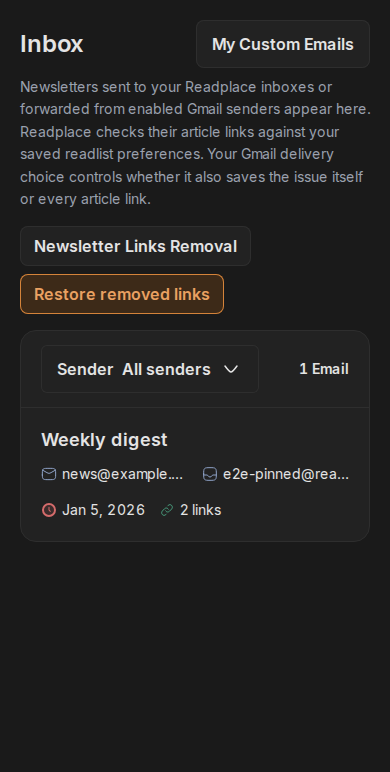 Inbox
My Custom Emails
Newsletters sent to your Readplace inboxes or
forwarded from enabled Gmail senders appear here.
Readplace checks their article links against your
saved readlist preferences. Your Gmail delivery
choice controls whether it also saves the issue itself
or every article link.
Newsletter Links Removal
Restore removed links
Sender All senders
1 Email
Weekly digest
news@example....
e2e-pinned@rea...
Jan 5, 2026
2 links